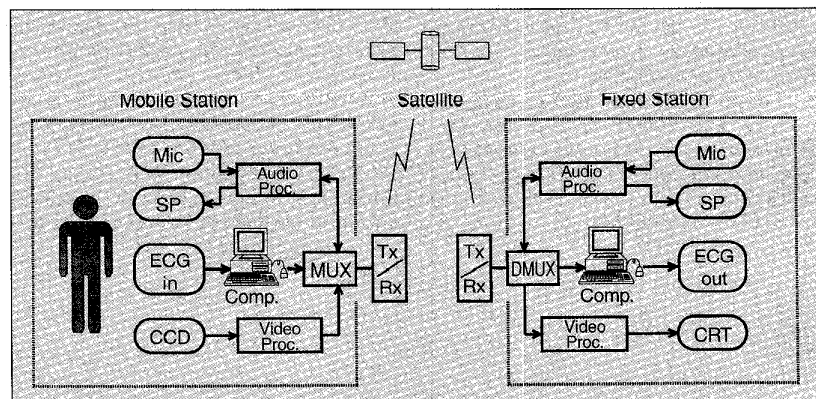 Mobile Station
Satellite
Fixed Station
Mic
Audio
Proc.
SP
ECG
in
Comp.
MUX
Tx
Rx
CCD
Video
Proc.
Mic
Audio
Proc.
SP
Tx
Rx
DMUX
Comp.
ECG
out
Video
Proc.
CRT